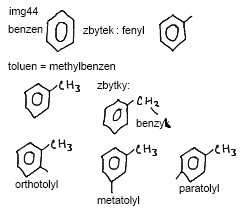 img44
benzen zbytek : fenyl
toluen = methylbenzen
CH3 zbytky: CH2
benzyl
CH3 CH3 CH3
orthotolyl metatolyl paratolyl